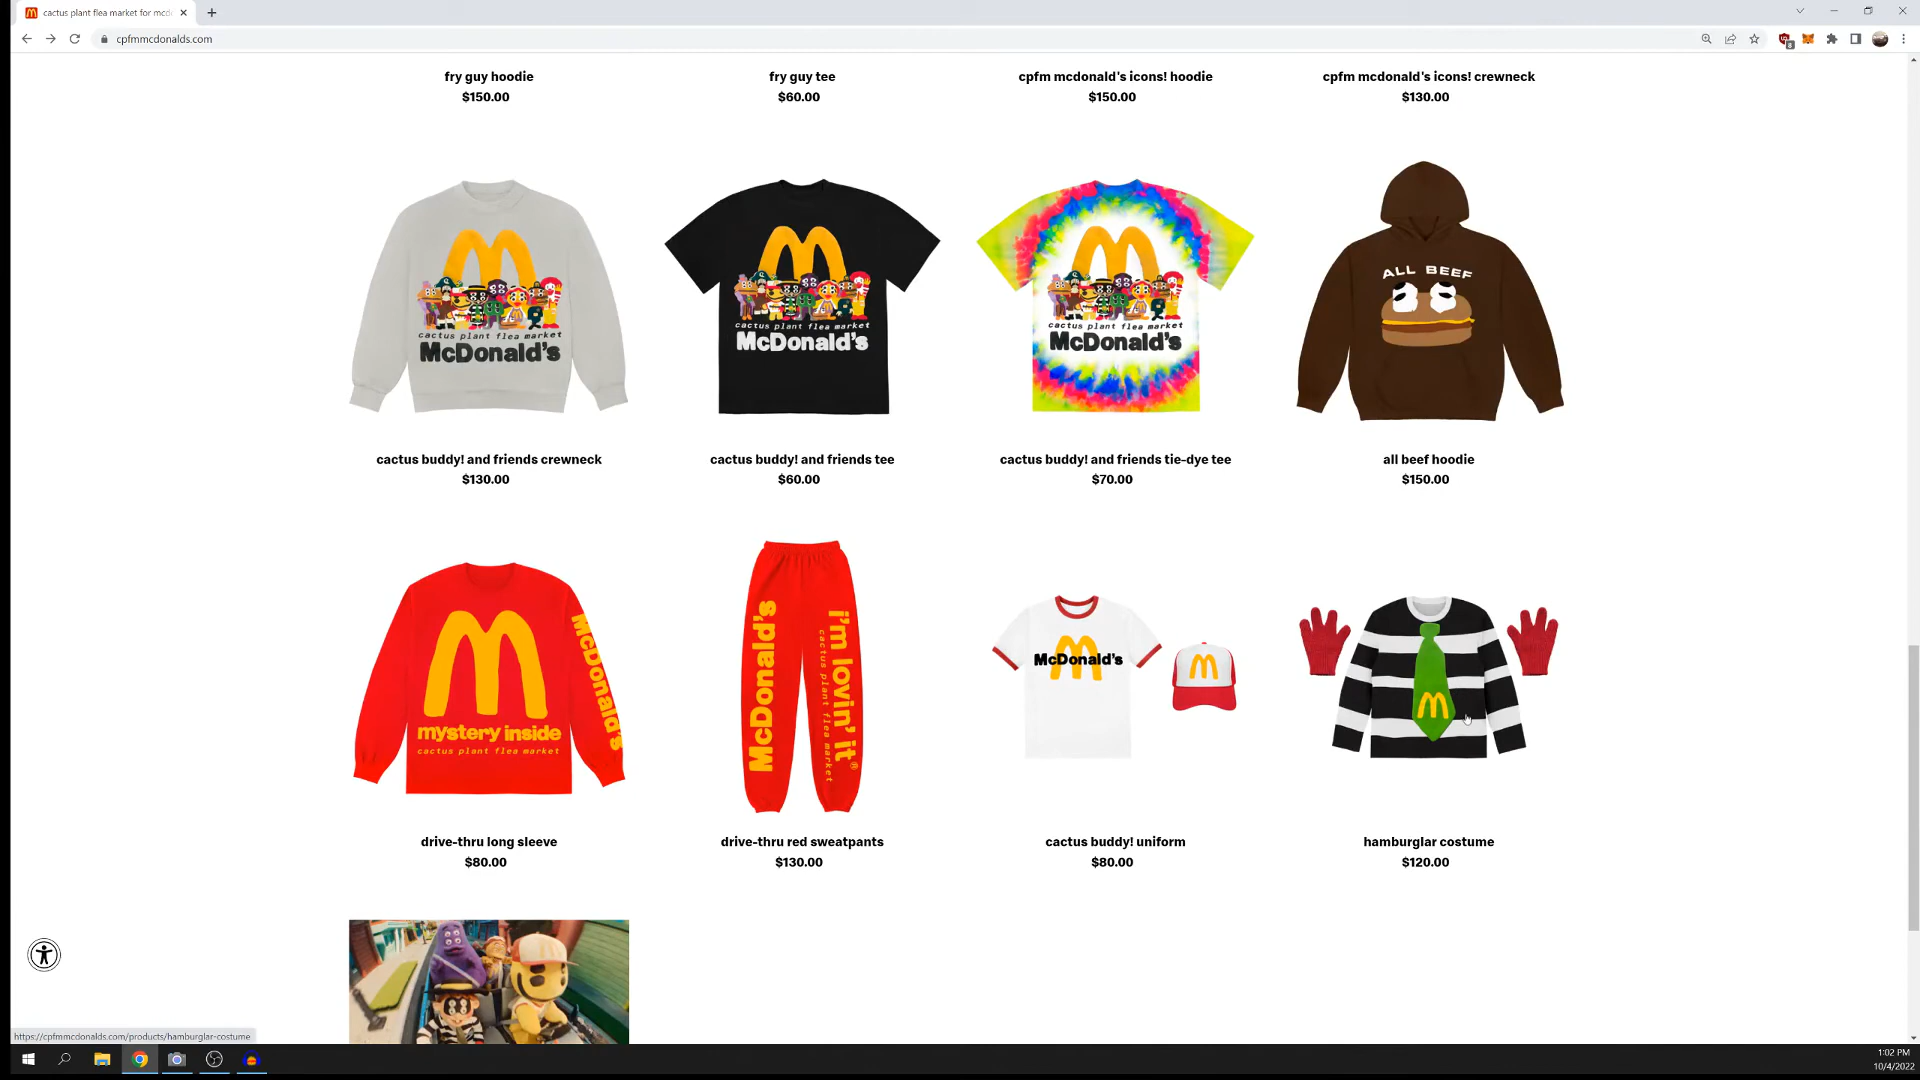 cactus plant flea market for mcdo
cpfmmcdonalds.com
fry guy hoodie
$150.00
fry guy tee
$60.00
cpfm mcdonald's icons! hoodie
$150.00
cpfm mcdonald's icons! crewneck
$130.00
cactus plant flea market
McDonald's
cactus plant flea market
McDonald's
cactus plant flea market
McDonald's
ALL BEEF
cactus buddy! and friends crewneck
$130.00
cactus buddy! and friends tee
$60.00
cactus buddy! and friends tie-dye tee
$70.00
all beef hoodie
$150.00
mystery inside
cactus plant flea market
McDonald's
McDonald's
i'm lovin' it®
cactus plant flea market
McDonald's
drive-thru long sleeve
$80.00
drive-thru red sweatpants
$130.00
cactus buddy! uniform
$80.00
hamburglar costume
$120.00
https://cpfmmcdonalds.com/products/hamburglar-costume
1:02 PM
10/4/2022